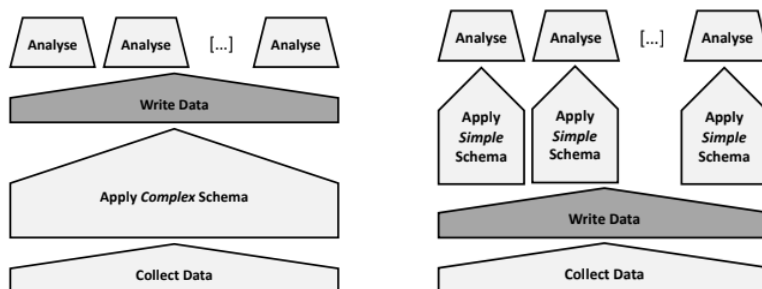 Analyse Analyse [...] Analyse
Write Data
Apply Complex Schema
Collect Data
Analyse Analyse [...] Analyse
Apply
Simple
Schema
Apply
Simple
Schema
Apply
Simple
Schema
Write Data
Collect Data